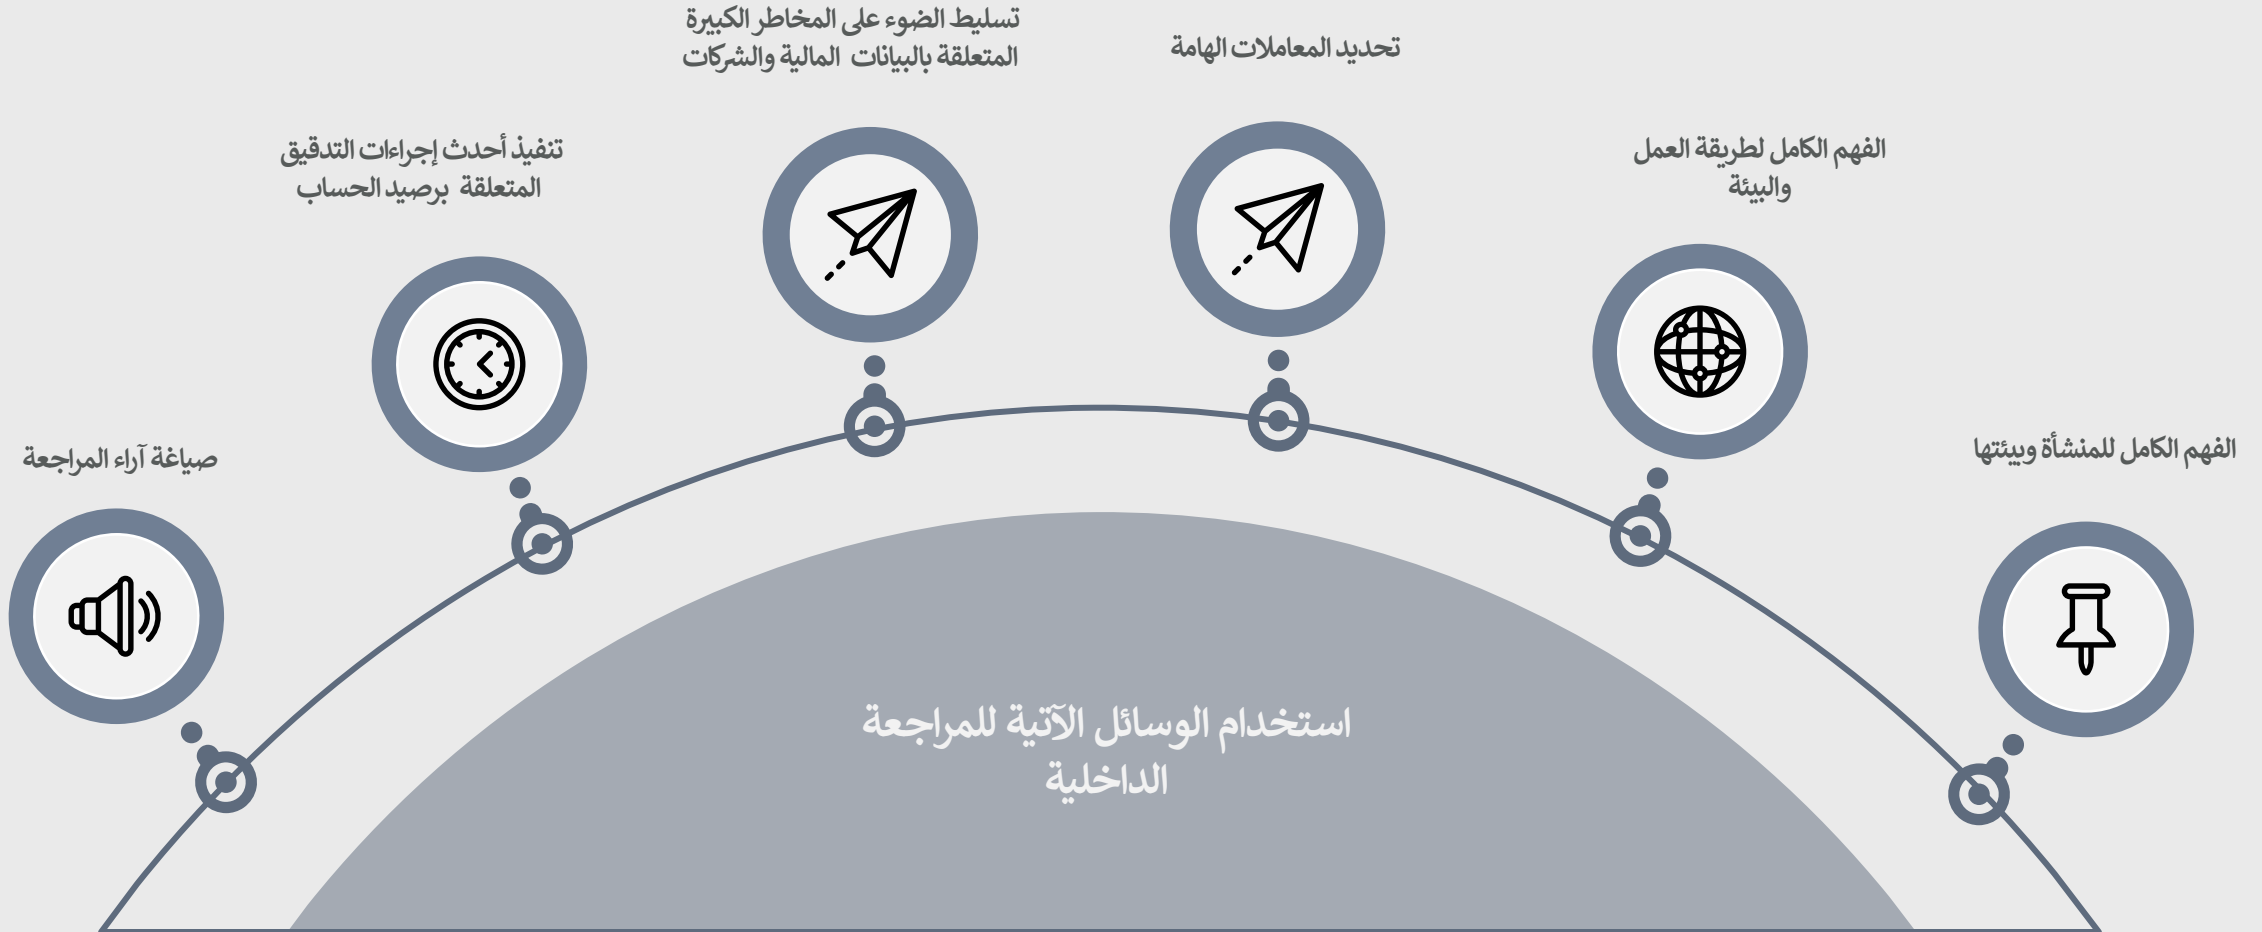 الفهم الكامل للمنشأة وبيئتها
الفهم الكامل لطريقة العمل
والبيئة
تحديد المعاملات الهامة
تسليط الضوء على المخاطر الكبيرة
المتعلقة بالبيانات المالية والشركات
تنفيذ أحدث إجراءات التدقيق
المتعلقة برصيد الحساب
صياغة آراء المراجعة
استخدام الوسائل الآتية للمراجعة
الداخلية